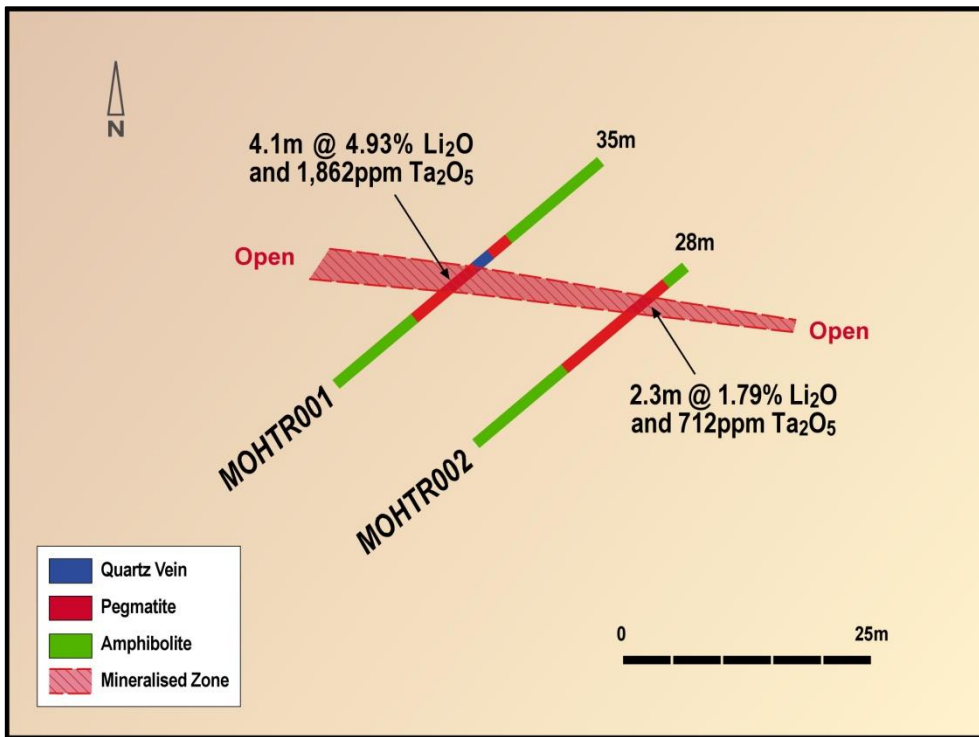 N
4.1m @ 4.93% Li₂O
and 1,862ppm Ta₂O₅
35m
Open
28m
Open
2.3m @ 1.79% Li₂O
and 712ppm Ta₂O₅
MOHTR001
MOHTR002
Quartz Vein
Pegmatite
Amphibolite
Mineralised Zone
0
25m